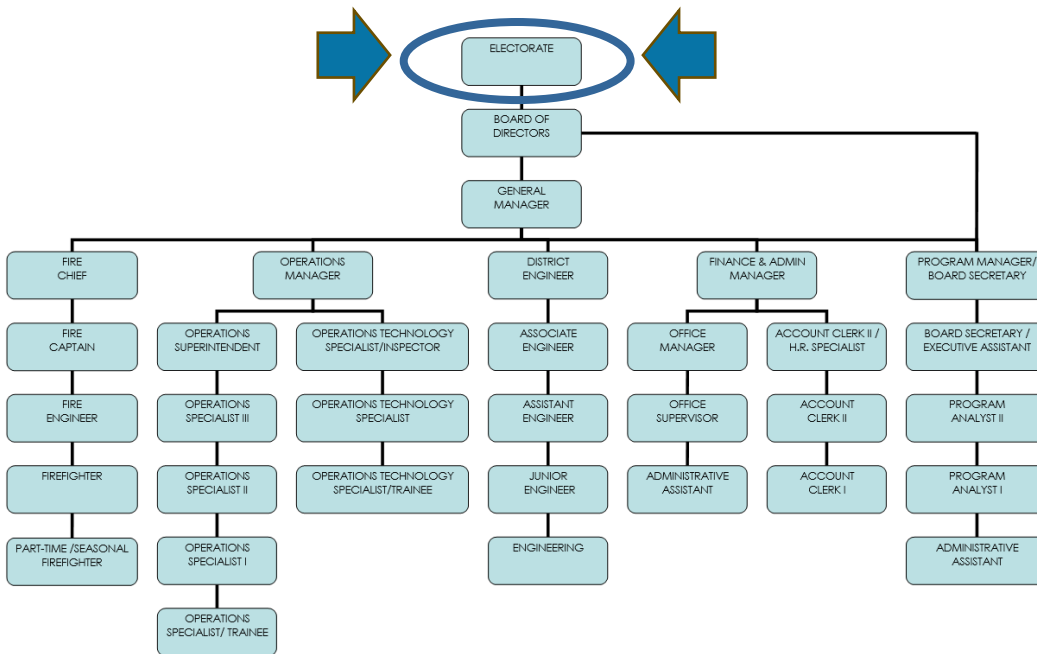 ELECTORATE
BOARD OF
DIRECTORS
GENERAL
MANAGER
FIRE
CHIEF
OPERATIONS
MANAGER
DISTRICT
ENGINEER
FINANCE & ADMIN
MANAGER
PROGRAM MANAGER/
BOARD SECRETARY
FIRE
CAPTAIN
OPERATIONS
SUPERINTENDENT
OPERATIONS TECHNOLOGY
SPECIALIST/INSPECTOR
ASSOCIATE
ENGINEER
OFFICE
MANAGER
ACCOUNT CLERK II /
H.R. SPECIALIST
BOARD SECRETARY /
EXECUTIVE ASSISTANT
FIRE
ENGINEER
OPERATIONS
SPECIALIST III
OPERATIONS TECHNOLOGY
SPECIALIST
ASSISTANT
ENGINEER
OFFICE
SUPERVISOR
ACCOUNT
CLERK II
PROGRAM
ANALYST II
FIREFIGHTER
OPERATIONS
SPECIALIST II
OPERATIONS TECHNOLOGY
SPECIALIST/TRAINEE
JUNIOR
ENGINEER
ADMINISTRATIVE
ASSISTANT
ACCOUNT
CLERK I
PROGRAM
ANALYST I
PART-TIME /SEASONAL
FIREFIGHTER
OPERATIONS
SPECIALIST I
ENGINEERING
ADMINISTRATIVE
ASSISTANT
OPERATIONS
SPECIALIST/ TRAINEE